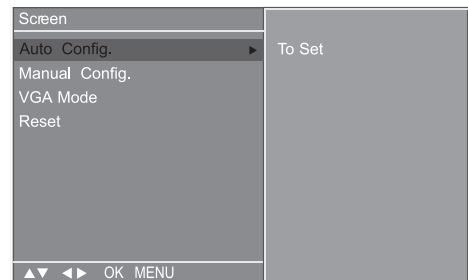 Screen
Auto Config. ► To Set
Manual Config.
VGA Mode
Reset
▲▼ ◄► OK MENU